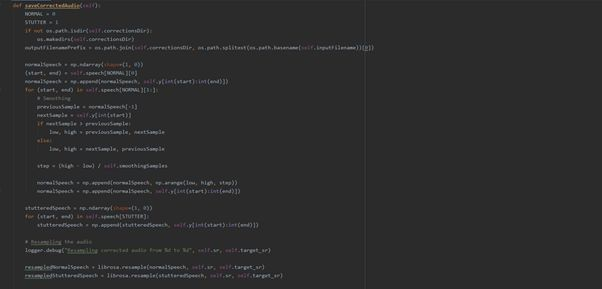 def saveCorrectedAudio(self):
NORMAL = 0
STUTTER = 1
if not os.path.isdir(self.correctionsDir):
os.makedirs(self.correctionsDir)
outputFilenamePrefix = os.path.join(self.correctionsDir, os.path.splitext(os.path.basename(self.inputFilename))[0])
normalSpeech = np.ndarray(shape=(1, 0))
(start, end) = self.speech[NORMAL][0]
normalSpeech = np.append(normalSpeech, self.y[int(start):int(end)])
for (start, end) in self.speech[NORMAL][1:]:
# Smoothing
previousSample = normalSpeech[-1]
nextSample = self.y[int(start)]
if nextSample > previousSample:
low, high = previousSample, nextSample
else:
low, high = nextSample, previousSample
step = (high - low) / self.smoothingSamples
normalSpeech = np.append(normalSpeech, np.arange(low, high, step))
normalSpeech = np.append(normalSpeech, self.y[int(start):int(end)])
stutteredSpeech = np.ndarray(shape=(1, 0))
for (start, end) in self.speech[STUTTER]:
stutteredSpeech = np.append(stutteredSpeech, self.y[int(start):int(end)])
# Resampling the audio
logger.debug("Resampling corrected audio from %d to %d", self.sr, self.target_sr)
resampledNormalSpeech = librosa.resample(normalSpeech, self.sr, self.target_sr)
resampledStutteredSpeech = librosa.resample(stutteredSpeech, self.sr, self.target_sr)